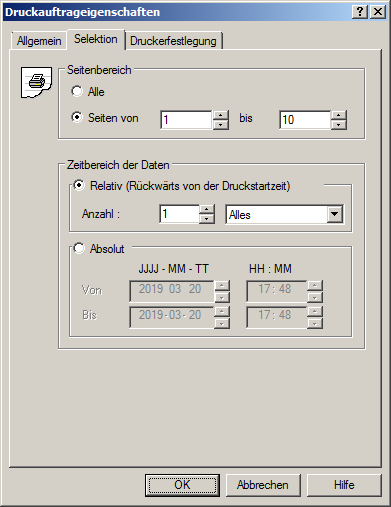 Druckauftrageigenschaften
Allgemein Selektion Druckerfestlegung
Seitenbereich
Alle
Seiten von 1 bis 10
Zeitbereich der Daten
Relativ (Rückwärts von der Druckstartzeit)
Anzahl : 1 Alles
Absolut
JJJJ - MM - TT HH : MM
Von 2019 03 20 17 : 48
Bis 2019-03-20 17 : 48
OK Abbrechen Hilfe